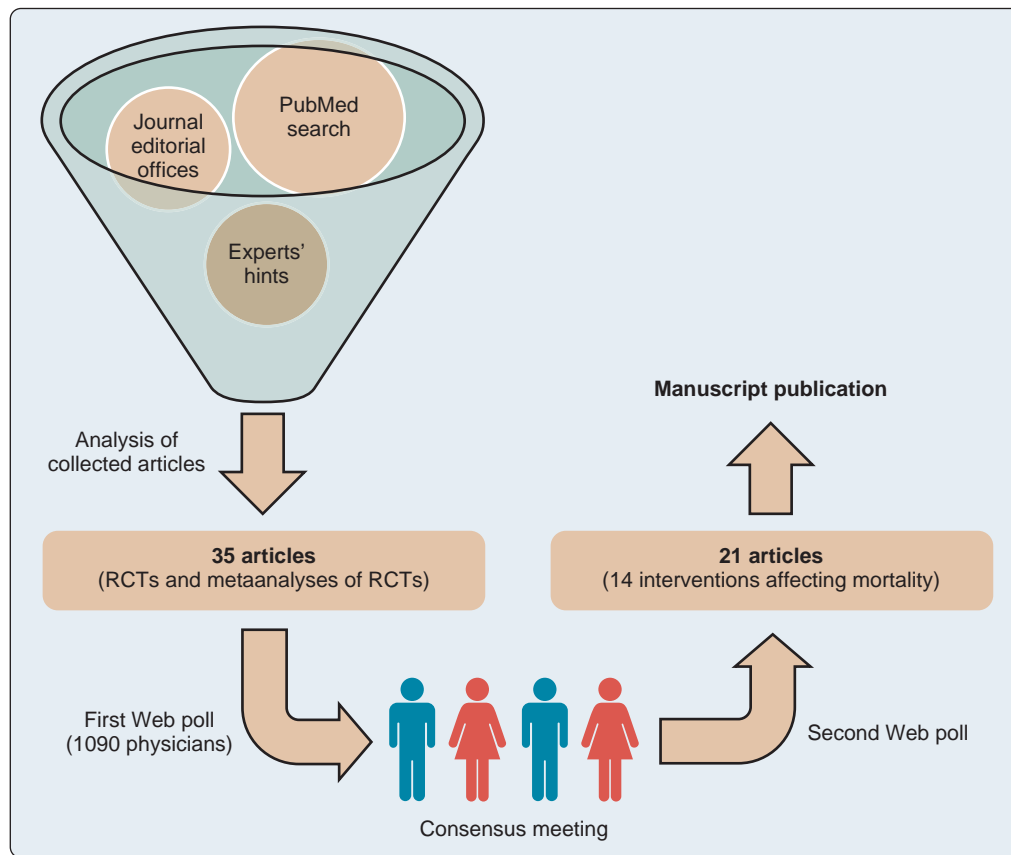 Journal
editorial
offices
PubMed
search
Experts’
hints
Analysis of
collected articles
35 articles
(RCTs and metaanalyses of RCTs)
First Web poll
(1090 physicians)
Consensus meeting
Second Web poll
21 articles
(14 interventions affecting mortality)
Manuscript publication